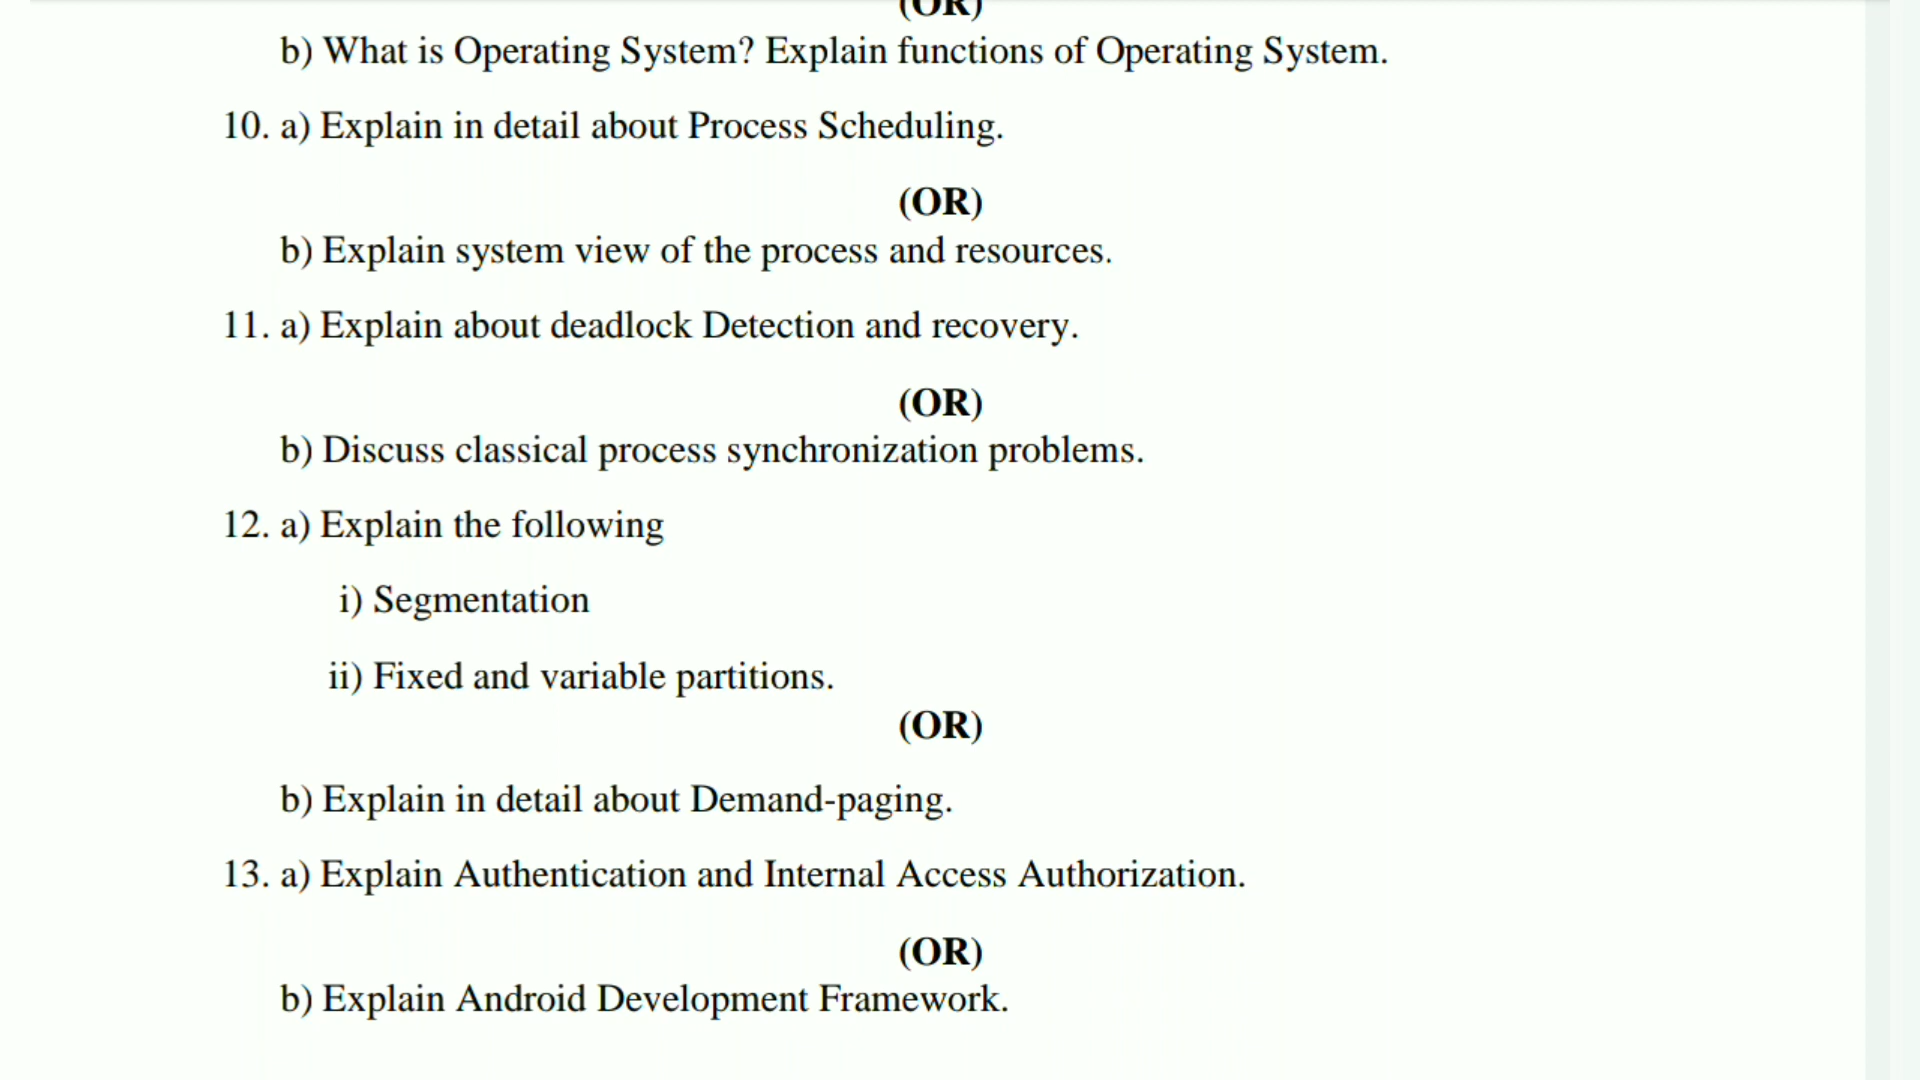 (OR)
b) What is Operating System? Explain functions of Operating System.
10. a) Explain in detail about Process Scheduling.
(OR)
b) Explain system view of the process and resources.
11. a) Explain about deadlock Detection and recovery.
(OR)
b) Discuss classical process synchronization problems.
12. a) Explain the following
i) Segmentation
ii) Fixed and variable partitions.
(OR)
b) Explain in detail about Demand-paging.
13. a) Explain Authentication and Internal Access Authorization.
(OR)
b) Explain Android Development Framework.